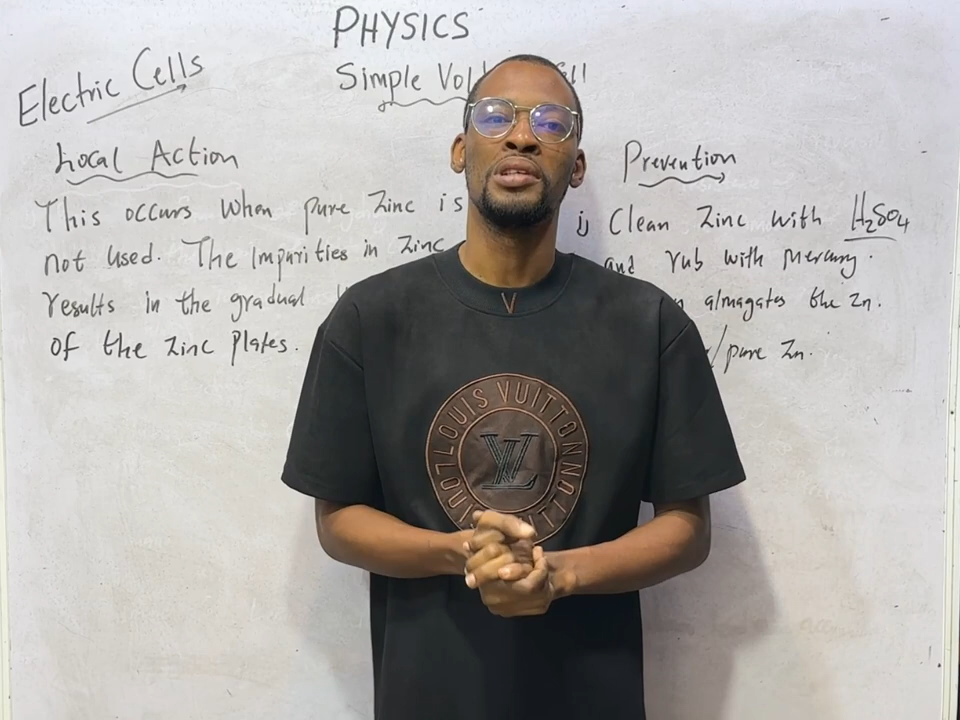 PHYSICS
Electric Cells
Simple
Local Action
This occurs when pure Zinc is
not used. The Impurities in Zinc
results in the gradual
of the Zinc Plates.
Prevention
i) Clean Zinc with H₂SO₄
and rub with mercury.
almagates the Zn.
/pure Zn.
V
LOUIS VUITTON
LV